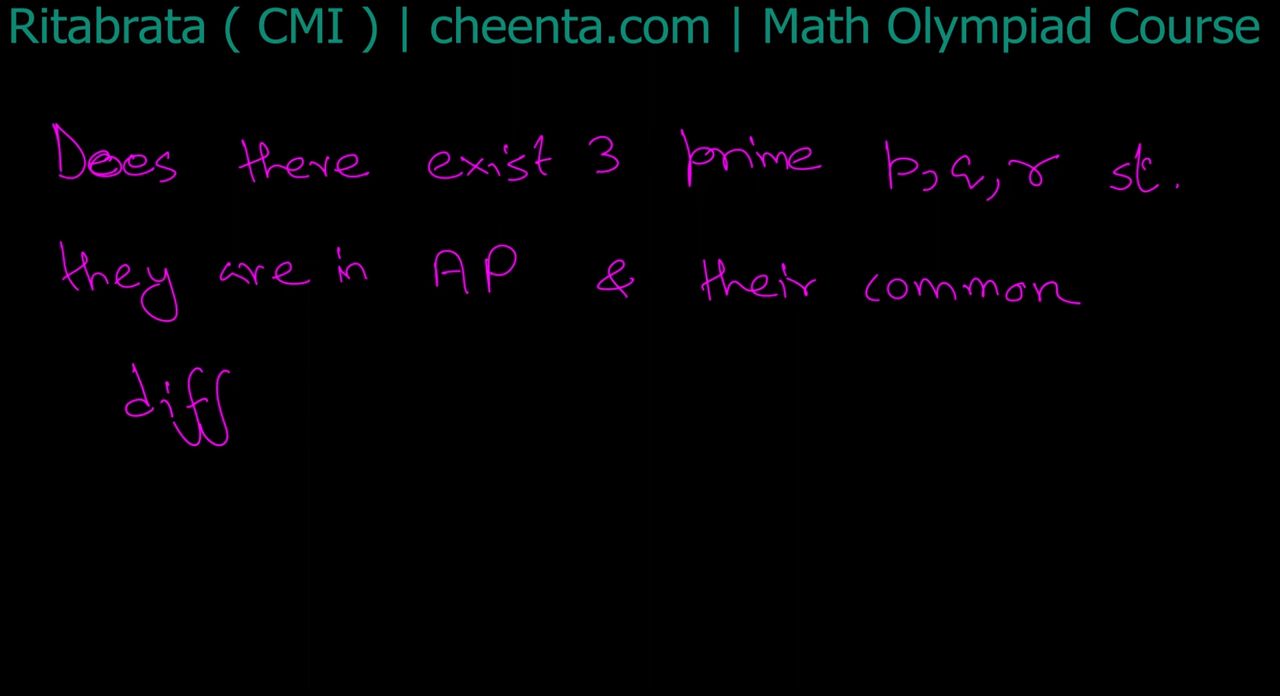 Ritabrata ( CMI ) | cheenta.com | Math Olympiad Course
Does there exist 3 prime p, q, r st.
they are in AP & their common
diff